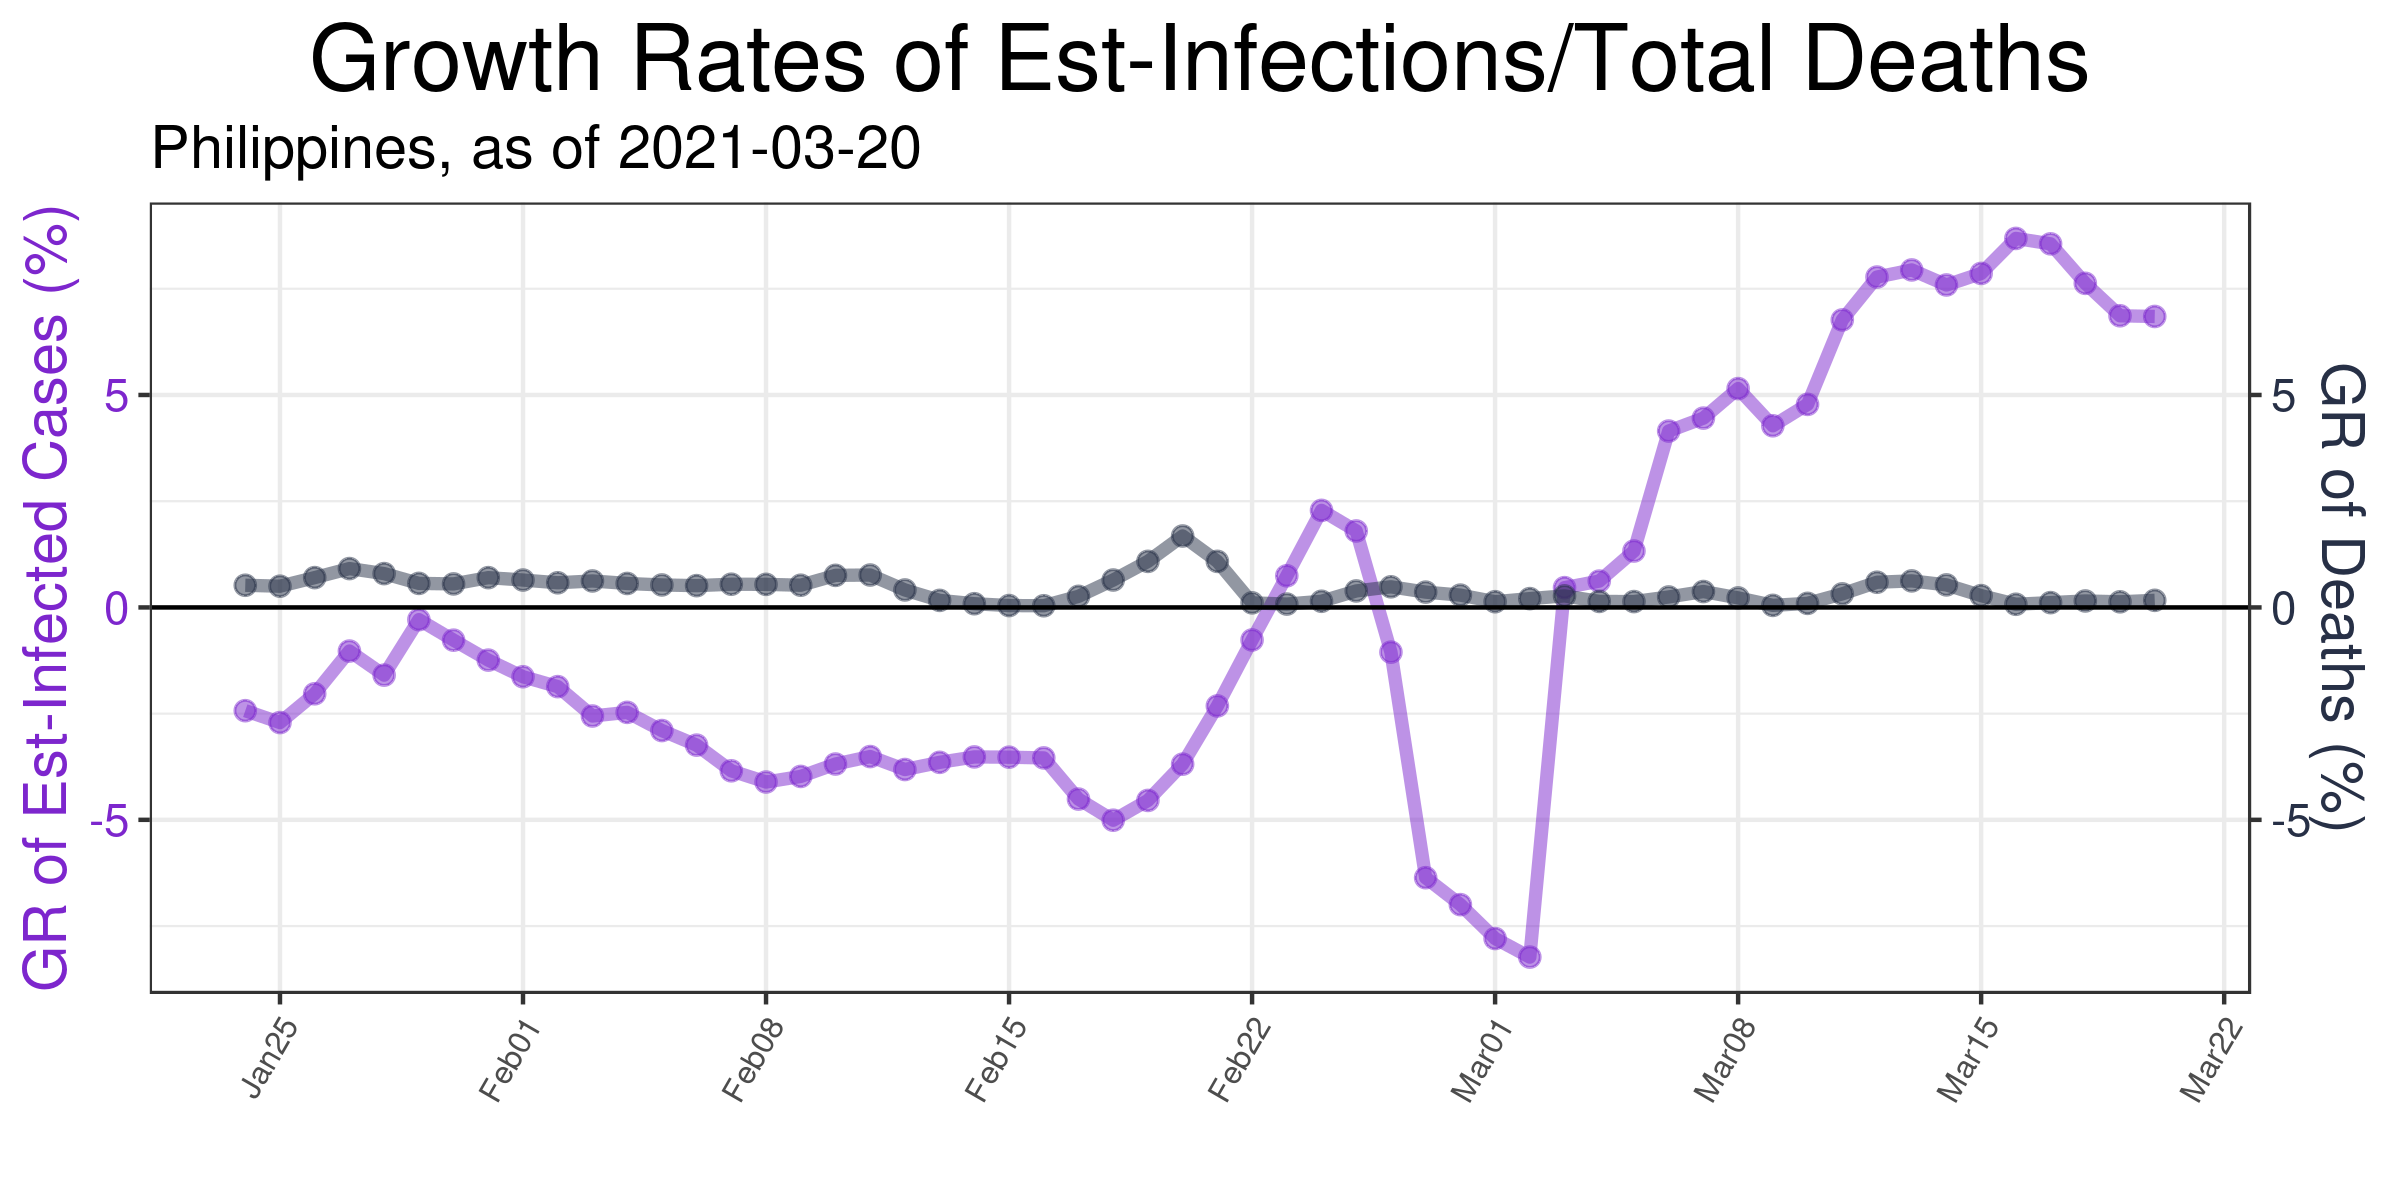 Growth Rates of Est-Infections/Total Deaths
Philippines, as of 2021-03-20
GR of Est-Infected Cases (%)
5
0
-5
5
0
-5
GR of Deaths (%)
Jan25
Feb01
Feb08
Feb15
Feb22
Mar01
Mar08
Mar15
Mar22